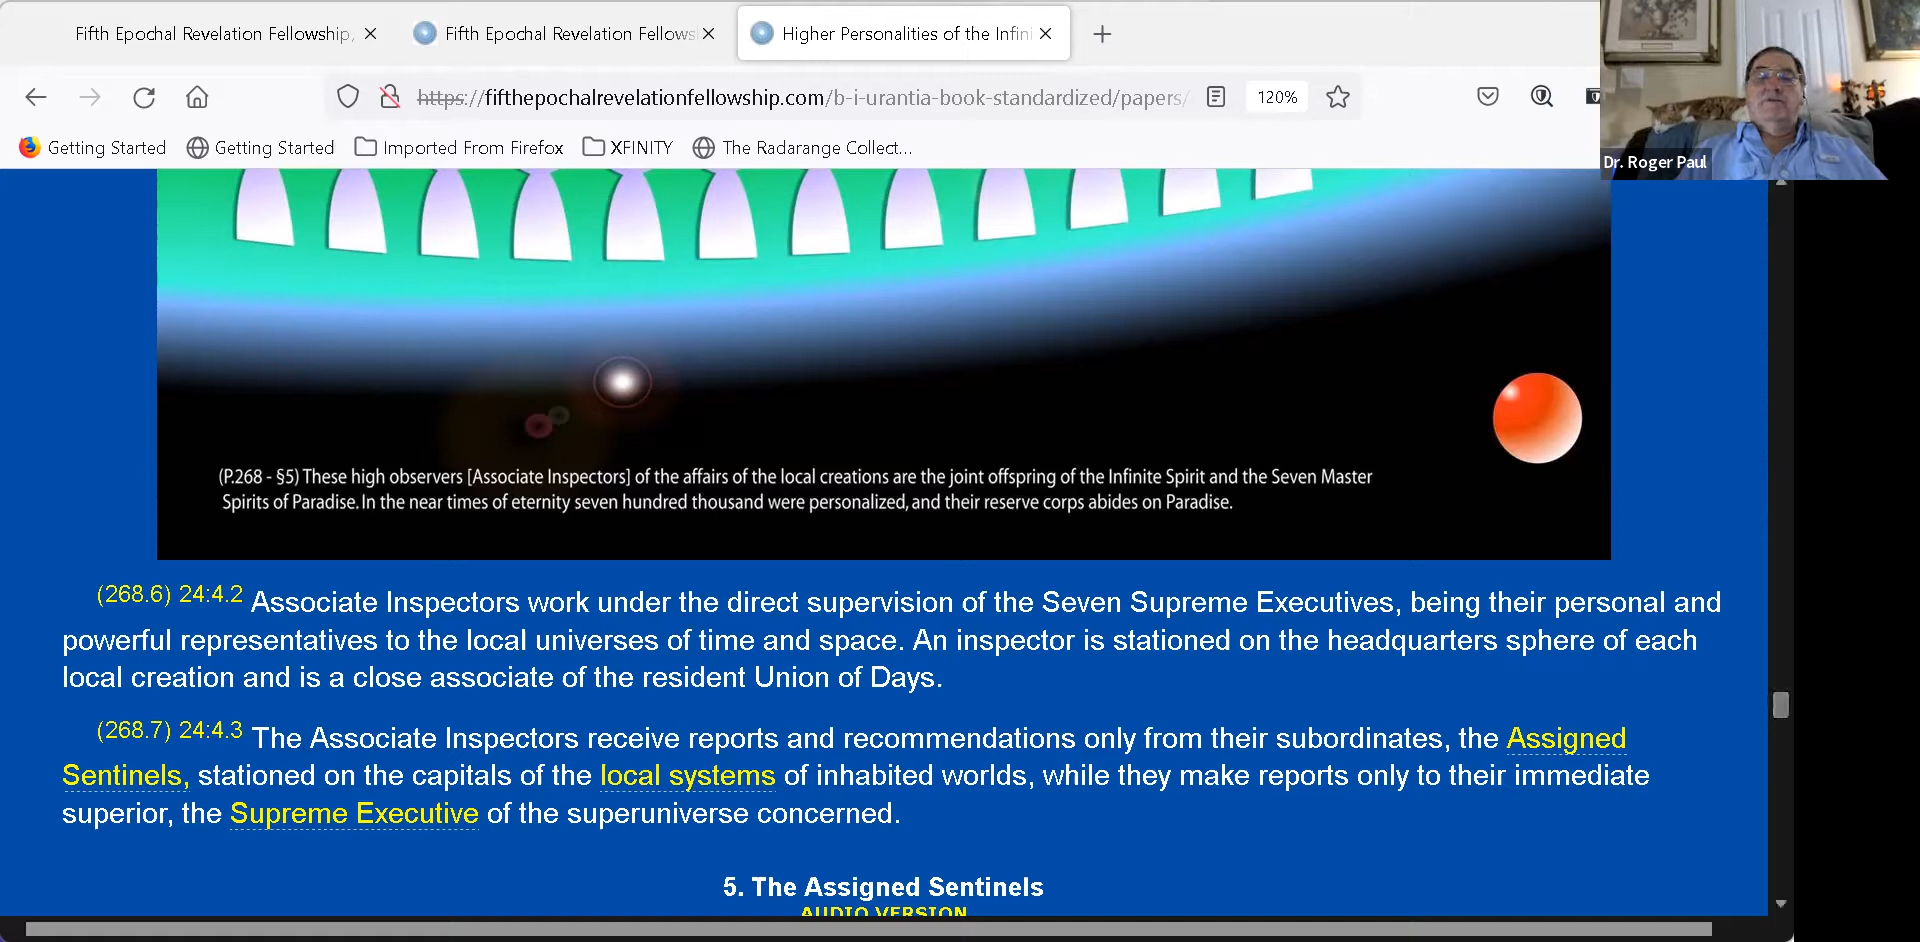 Fifth Epochal Revelation Fellowship,
Fifth Epochal Revelation Fellows
Higher Personalities of the Infini
https://fifthepochalrevelationfellowship.com/b-i-urantia-book-standardized/papers/
120%
Getting Started
Getting Started
Imported From Firefox
XFINITY
The Radarange Collect...
Dr. Roger Paul
(P.268 - §5) These high observers [Associate Inspectors] of the affairs of the local creations are the joint offspring of the Infinite Spirit and the Seven Master
Spirits of Paradise. In the near times of eternity seven hundred thousand were personalized, and their reserve corps abides on Paradise.
(268.6) 24:4.2 Associate Inspectors work under the direct supervision of the Seven Supreme Executives, being their personal and
powerful representatives to the local universes of time and space. An inspector is stationed on the headquarters sphere of each
local creation and is a close associate of the resident Union of Days.
(268.7) 24:4.3 The Associate Inspectors receive reports and recommendations only from their subordinates, the Assigned
Sentinels, stationed on the capitals of the local systems of inhabited worlds, while they make reports only to their immediate
superior, the Supreme Executive of the superuniverse concerned.
5. The Assigned Sentinels
AUDIO VERSION